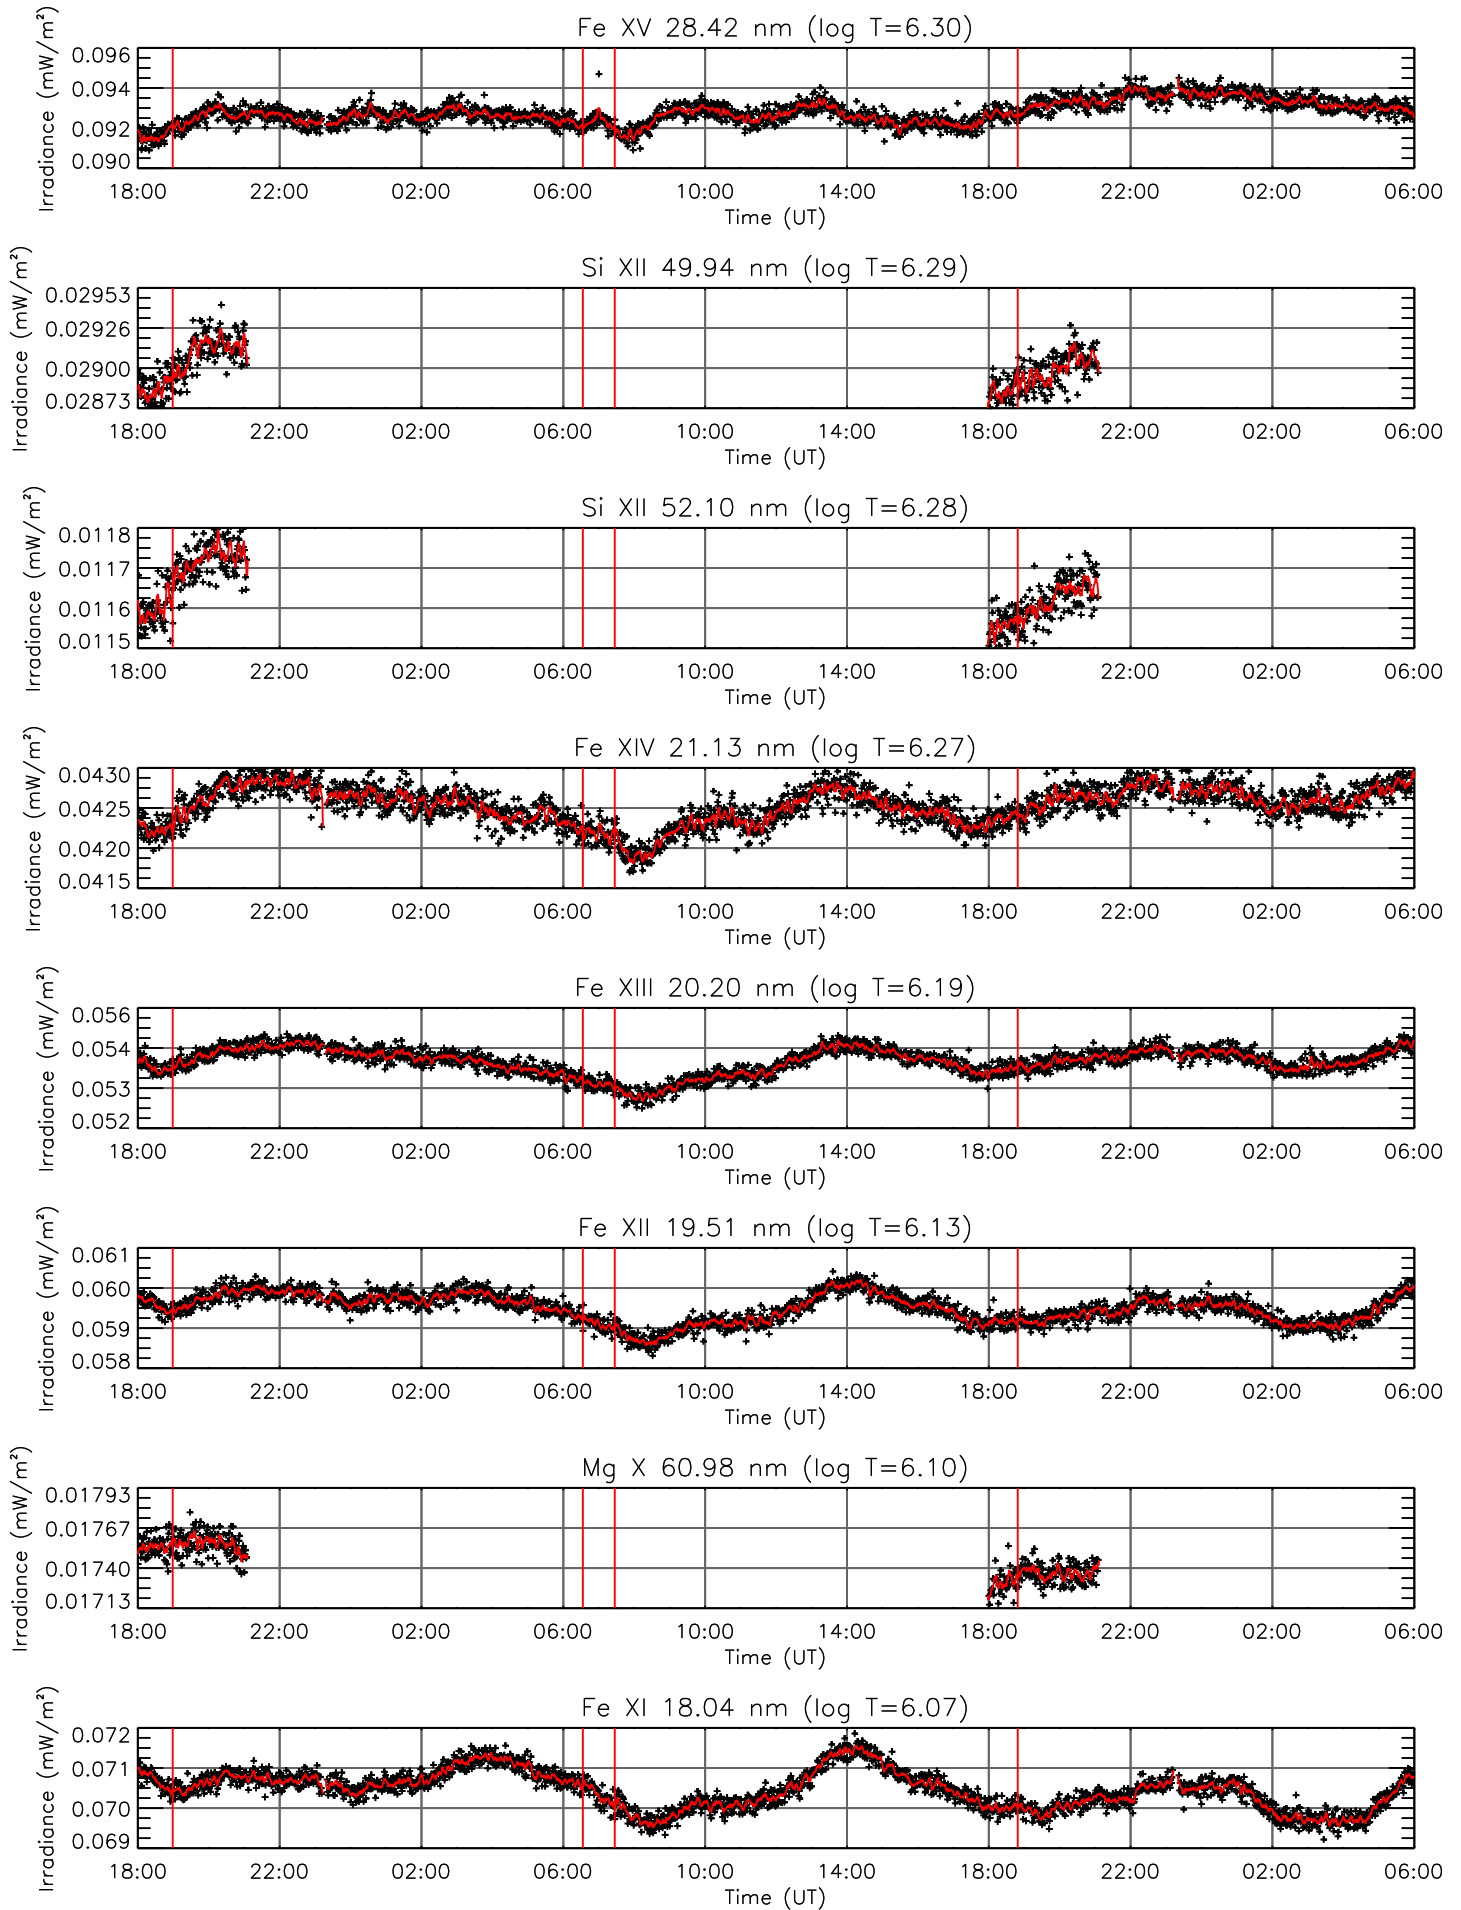 Fe XV 28.42 nm (log T=6.30)
Irradiance (mW/m²)
0.096
0.094
0.092
0.090
18:00 22:00 02:00 06:00 10:00 14:00 18:00 22:00 02:00 06:00
Time (UT)
Si XII 49.94 nm (log T=6.29)
Irradiance (mW/m²)
0.02953
0.02926
0.02900
0.02873
18:00 22:00 02:00 06:00 10:00 14:00 18:00 22:00 02:00 06:00
Time (UT)
Si XII 52.10 nm (log T=6.28)
Irradiance (mW/m²)
0.0118
0.0117
0.0116
0.0115
18:00 22:00 02:00 06:00 10:00 14:00 18:00 22:00 02:00 06:00
Time (UT)
Fe XIV 21.13 nm (log T=6.27)
Irradiance (mW/m²)
0.0430
0.0425
0.0420
0.0415
18:00 22:00 02:00 06:00 10:00 14:00 18:00 22:00 02:00 06:00
Time (UT)
Fe XIII 20.20 nm (log T=6.19)
Irradiance (mW/m²)
0.056
0.054
0.053
0.052
18:00 22:00 02:00 06:00 10:00 14:00 18:00 22:00 02:00 06:00
Time (UT)
Fe XII 19.51 nm (log T=6.13)
Irradiance (mW/m²)
0.061
0.060
0.059
0.058
18:00 22:00 02:00 06:00 10:00 14:00 18:00 22:00 02:00 06:00
Time (UT)
Mg X 60.98 nm (log T=6.10)
Irradiance (mW/m²)
0.01793
0.01767
0.01740
0.01713
18:00 22:00 02:00 06:00 10:00 14:00 18:00 22:00 02:00 06:00
Time (UT)
Fe XI 18.04 nm (log T=6.07)
Irradiance (mW/m²)
0.072
0.071
0.070
0.069
18:00 22:00 02:00 06:00 10:00 14:00 18:00 22:00 02:00 06:00
Time (UT)